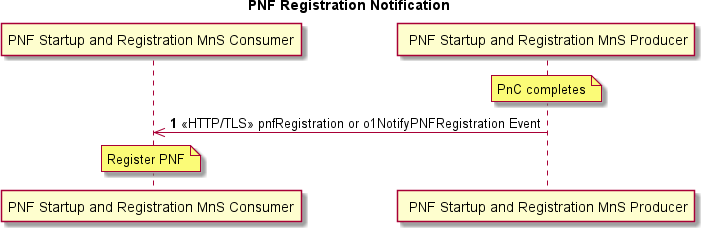 PNF Registration Notification
PNF Startup and Registration MnS Consumer
PNF Startup and Registration MnS Producer
PnC completes
1 «HTTP/TLS» pnfRegistration or o1NotifyPNFRegistration Event
Register PNF
PNF Startup and Registration MnS Consumer
PNF Startup and Registration MnS Producer